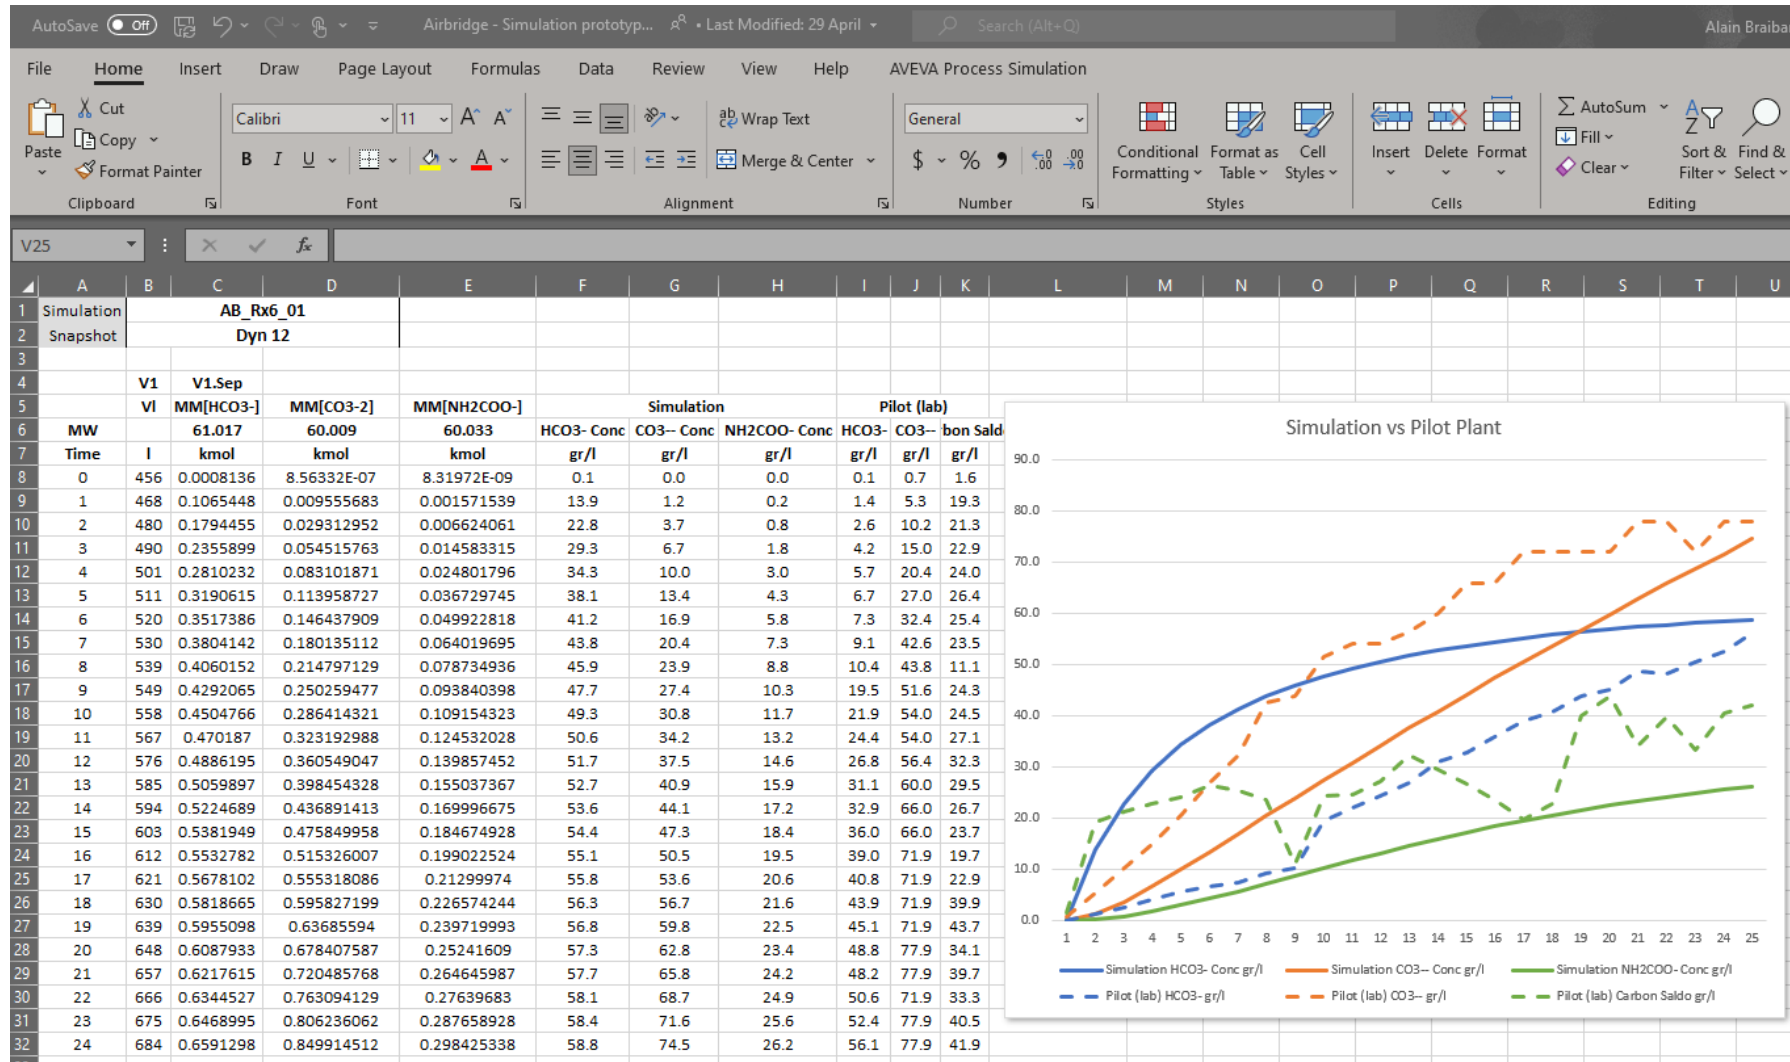 AutoSave Off Airbridge - Simulation prototyp... • Last Modified: 29 April Search (Alt+Q) Alain Braiba
File Home Insert Draw Page Layout Formulas Data Review View Help AVEVA Process Simulation
Paste
Cut
Copy
Format Painter
Clipboard
Calibri 11
B I U
Font
Wrap Text
Merge & Center
Alignment
General
$ % 9
Number
Conditional Formatting
Format as Table
Cell Styles
Styles
Insert Delete Format
Cells
AutoSum
Fill
Clear
Sort & Filter
Find & Select
Editing
V25 fx
A B C D E F G H I J K L M N O P Q R S T U
1 Simulation AB_Rx6_01
2 Snapshot Dyn 12
3
4 V1 V1.Sep
5 Vl MM[HCO3-] MM[CO3-2] MM[NH2COO-] Simulation Pilot (lab)
6 MW 61.017 60.009 60.033 HCO3- Conc CO3-- Conc NH2COO- Conc HCO3- CO3-- bon Sald
7 Time l kmol kmol kmol gr/l gr/l gr/l gr/l gr/l gr/l
8 0 456 0.0008136 8.56332E-07 8.31972E-09 0.1 0.0 0.0 0.1 0.7 1.6
9 1 468 0.1065448 0.009555683 0.001571539 13.9 1.2 0.2 1.4 5.3 19.3
10 2 480 0.1794455 0.029312952 0.006624061 22.8 3.7 0.8 2.6 10.2 21.3
11 3 490 0.2355899 0.054515763 0.014583315 29.3 6.7 1.8 4.2 15.0 22.9
12 4 501 0.2810232 0.083101871 0.024801796 34.3 10.0 3.0 5.7 20.4 24.0
13 5 511 0.3190615 0.113958727 0.036729745 38.1 13.4 4.3 6.7 27.0 26.4
14 6 520 0.3517386 0.146437909 0.049922818 41.2 16.9 5.8 7.3 32.4 25.4
15 7 530 0.3804142 0.180135112 0.064019695 43.8 20.4 7.3 9.1 42.6 23.5
16 8 539 0.4060152 0.214797129 0.078734936 45.9 23.9 8.8 10.4 43.8 11.1
17 9 549 0.4292065 0.250259477 0.093840398 47.7 27.4 10.3 19.5 51.6 24.3
18 10 558 0.4504766 0.286414321 0.109154323 49.3 30.8 11.7 21.9 54.0 24.5
19 11 567 0.470187 0.323192988 0.124532028 50.6 34.2 13.2 24.4 54.0 27.1
20 12 576 0.4886195 0.360549047 0.139857452 51.7 37.5 14.6 26.8 56.4 32.3
21 13 585 0.5059897 0.398454328 0.155037367 52.7 40.9 15.9 31.1 60.0 29.5
22 14 594 0.5224689 0.436891413 0.169996675 53.6 44.1 17.2 32.9 66.0 26.7
23 15 603 0.5381949 0.475849958 0.184674928 54.4 47.3 18.4 36.0 66.0 23.7
24 16 612 0.5532782 0.515326007 0.199022524 55.1 50.5 19.5 39.0 71.9 19.7
25 17 621 0.5678102 0.555318086 0.21299974 55.8 53.6 20.6 40.8 71.9 22.9
26 18 630 0.5818665 0.595827199 0.226574244 56.3 56.7 21.6 43.9 71.9 39.9
27 19 639 0.5955098 0.63685594 0.239719993 56.8 59.8 22.5 45.1 71.9 43.7
28 20 648 0.6087933 0.678407587 0.25241609 57.3 62.8 23.4 48.8 77.9 34.1
29 21 657 0.6217615 0.720485768 0.264645987 57.7 65.8 24.2 48.2 77.9 39.7
30 22 666 0.6344527 0.763094129 0.27639683 58.1 68.7 24.9 50.6 71.9 33.3
31 23 675 0.6468995 0.806236062 0.287658928 58.4 71.6 25.6 52.4 77.9 40.5
32 24 684 0.6591298 0.849914512 0.298425338 58.8 74.5 26.2 56.1 77.9 41.9
Simulation vs Pilot Plant
90.0
80.0
70.0
60.0
50.0
40.0
30.0
20.0
10.0
0.0
1 2 3 4 5 6 7 8 9 10 11 12 13 14 15 16 17 18 19 20 21 22 23 24 25
Simulation HCO3- Conc gr/l Simulation CO3-- Conc gr/l Simulation NH2COO- Conc gr/l
Pilot (lab) HCO3- gr/l Pilot (lab) CO3-- gr/l Pilot (lab) Carbon Saldo gr/l